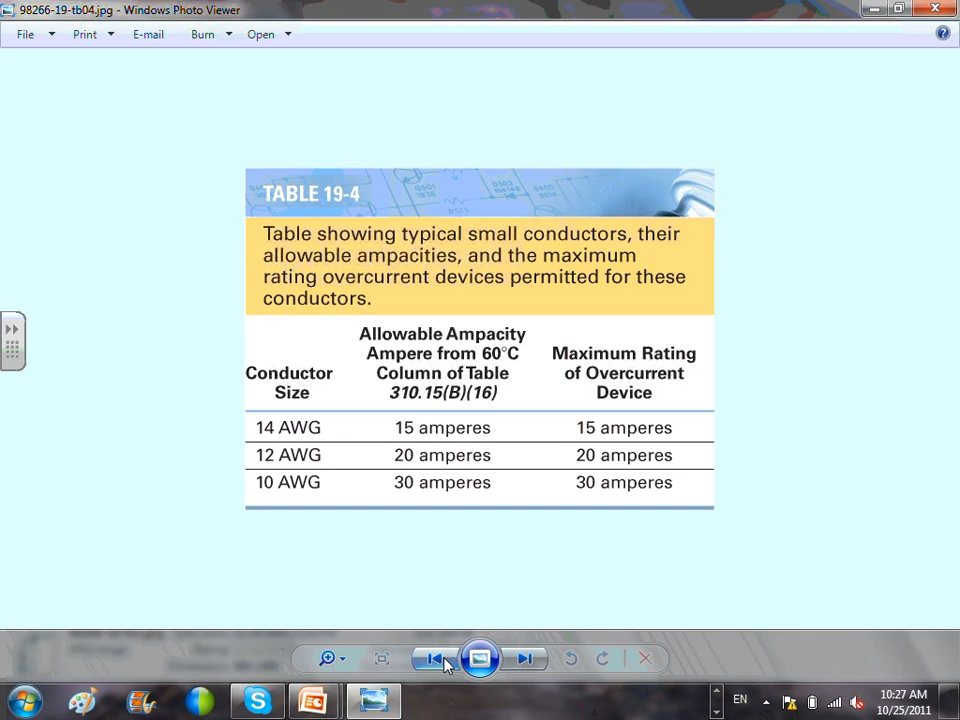 98266-19-tb04.jpg - Windows Photo Viewer
File Print E-mail Burn Open
TABLE 19-4
Table showing typical small conductors, their
allowable ampacities, and the maximum
rating overcurrent devices permitted for these
conductors.
Conductor
Size
Allowable Ampacity
Ampere from 60°C
Column of Table
310.15(B)(16)
Maximum Rating
of Overcurrent
Device
14 AWG 15 amperes 15 amperes
12 AWG 20 amperes 20 amperes
10 AWG 30 amperes 30 amperes
EN
10:27 AM
10/25/2011